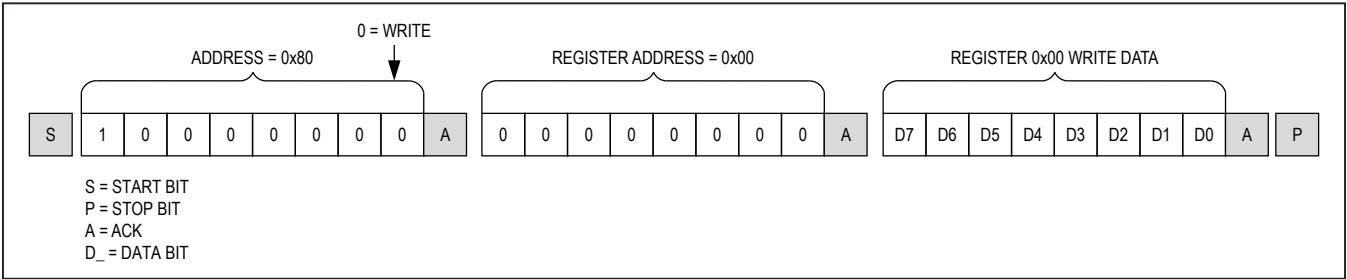 0 = WRITE
ADDRESS = 0x80 REGISTER ADDRESS = 0x00 REGISTER 0x00 WRITE DATA
S 1 0 0 0 0 0 0 0 A 0 0 0 0 0 0 0 0 A D7 D6 D5 D4 D3 D2 D1 D0 A P
S = START BIT
P = STOP BIT
A = ACK
D_ = DATA BIT